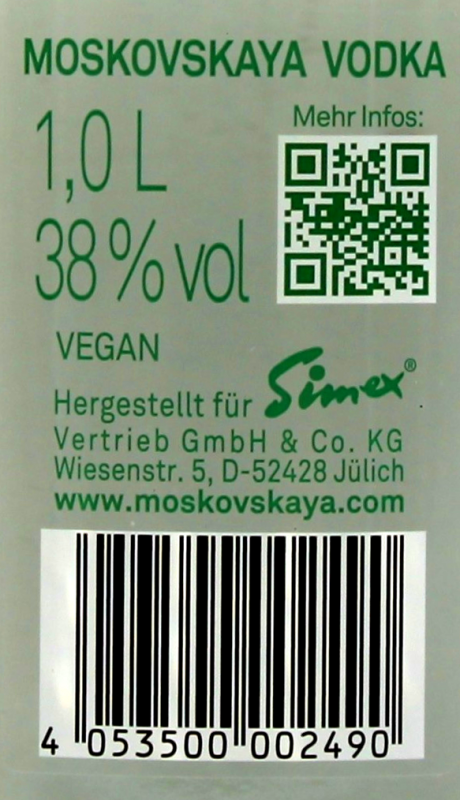 MOSKOVSKAYA VODKA
1,0 L
38 % vol
Mehr Infos:
VEGAN
Hergestellt für Simex®
Vertrieb GmbH & Co. KG
Wiesenstr. 5, D-52428 Jülich
www.moskovskaya.com
4 053500 002490